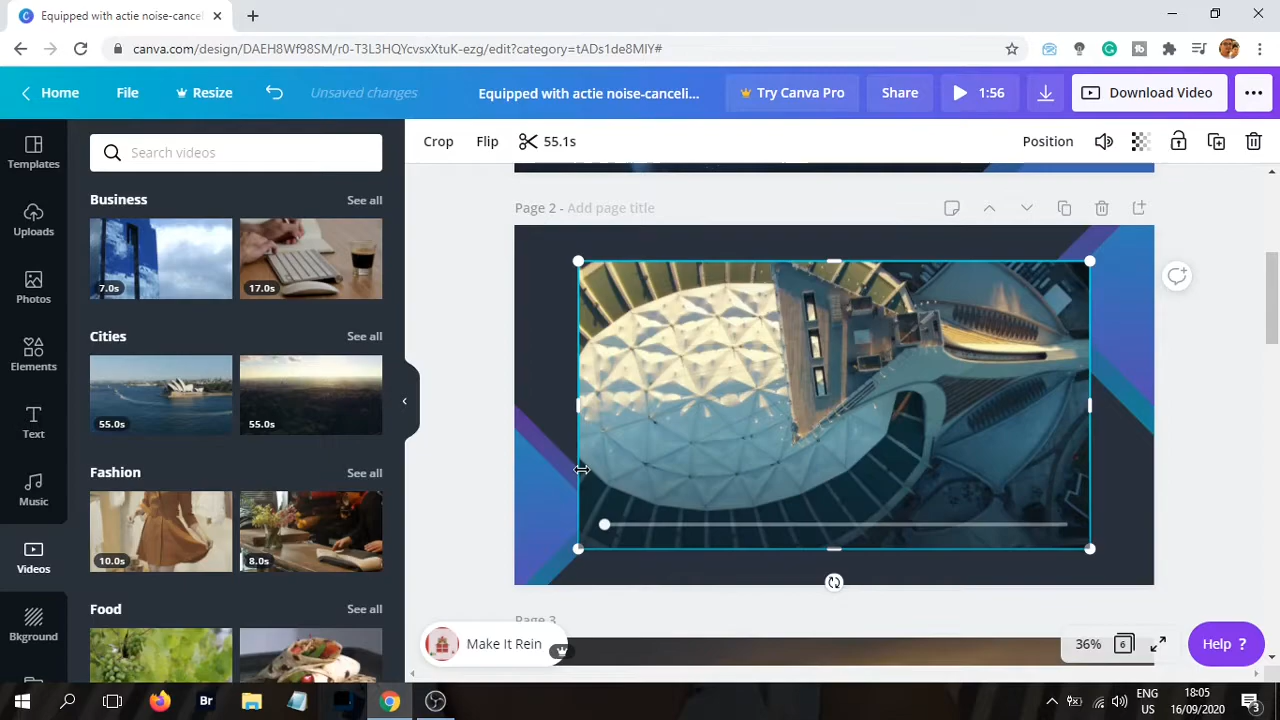 Equipped with actie noise-cancel
canva.com/design/DAEH8Wf98SM/r0-T3L3HQYcvsxXtuK-ezg/edit?category=tADs1de8MIY#
Home
File
Resize
Unsaved changes
Equipped with actie noise-canceli...
Try Canva Pro
Share
1:56
Download Video
Templates
Uploads
Photos
Elements
Text
Music
Videos
Bkground
Search videos
Business
See all
7.0s
17.0s
Cities
See all
55.0s
55.0s
Fashion
See all
10.0s
8.0s
Food
See all
Crop
Flip
55.1s
Position
Page 2 - Add page title
Page 3
Make It Rein
36%
6
Help ?
Br
ENG
US
18:05
16/09/2020
3